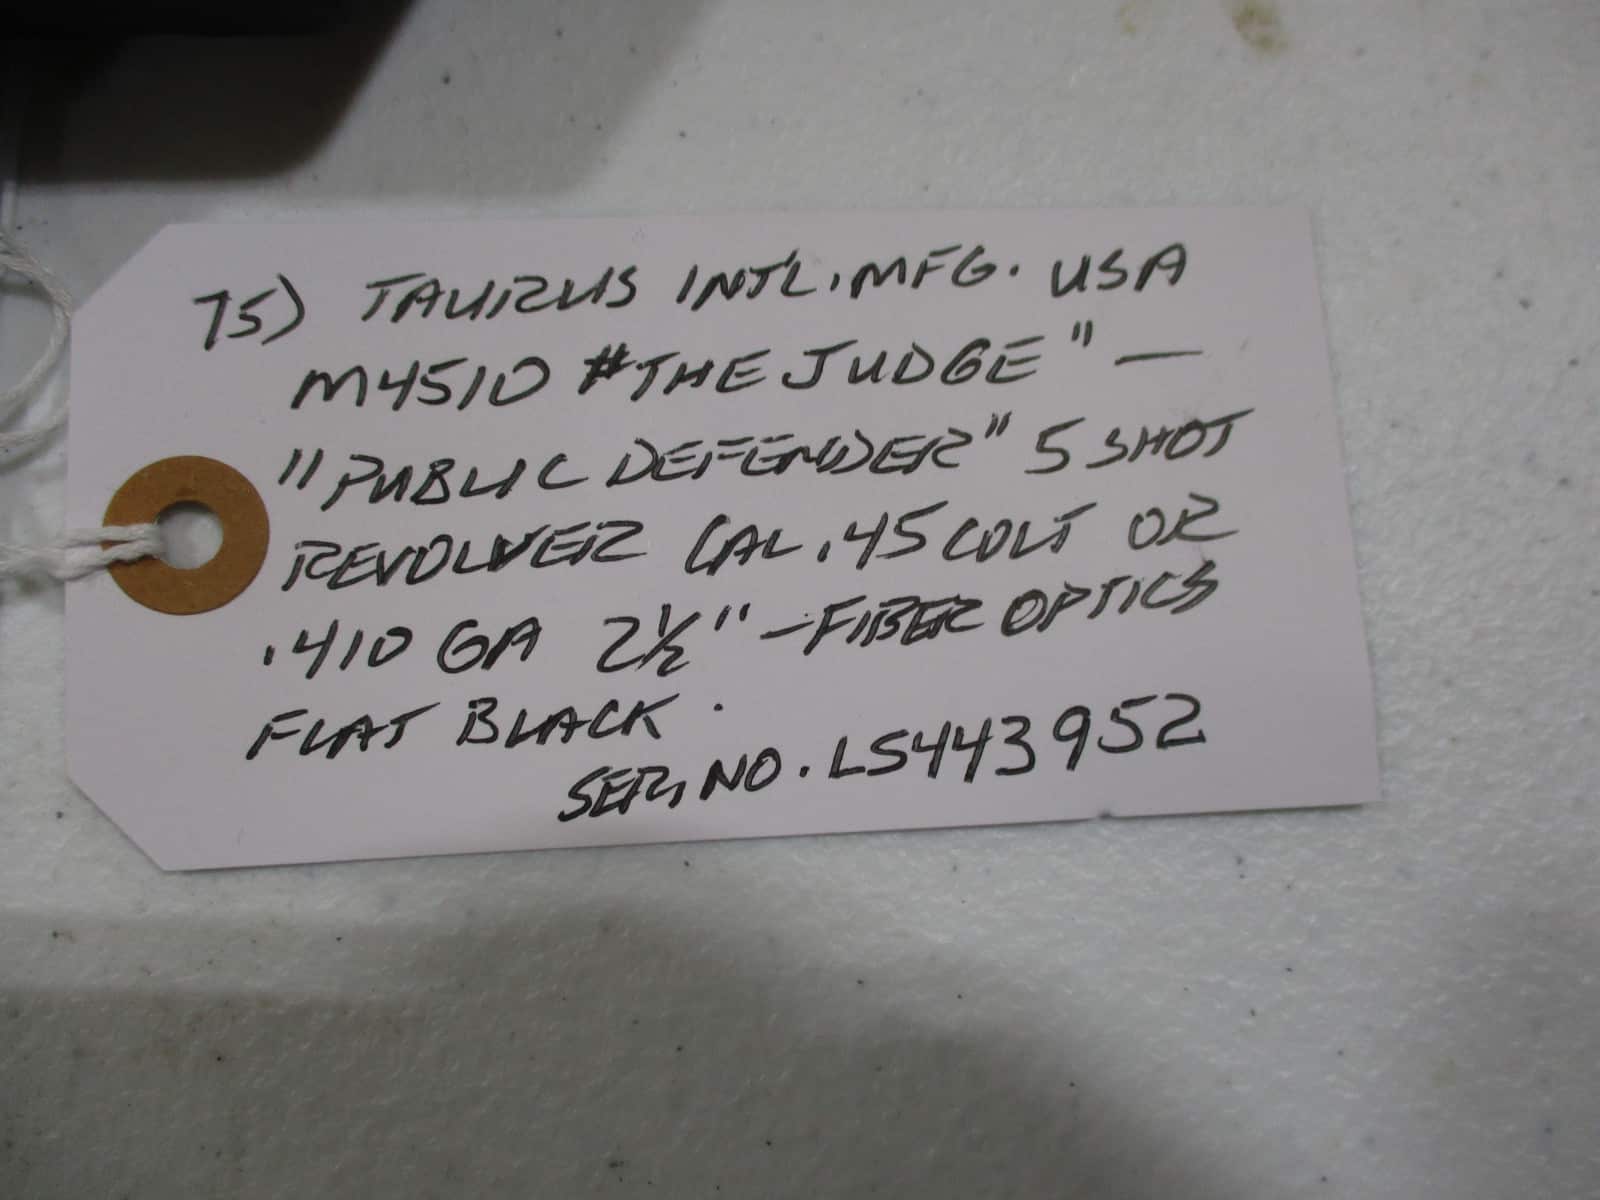 75) TAURUS INT'L. MFG. USA
M4510 "THE JUDGE" —
"PUBLIC DEFENDER" 5 SHOT
REVOLVER CAL .45 COLT OR
.410 GA 2½" - FIBER OPTICS
FLAT BLACK.
SER. NO. LS443952